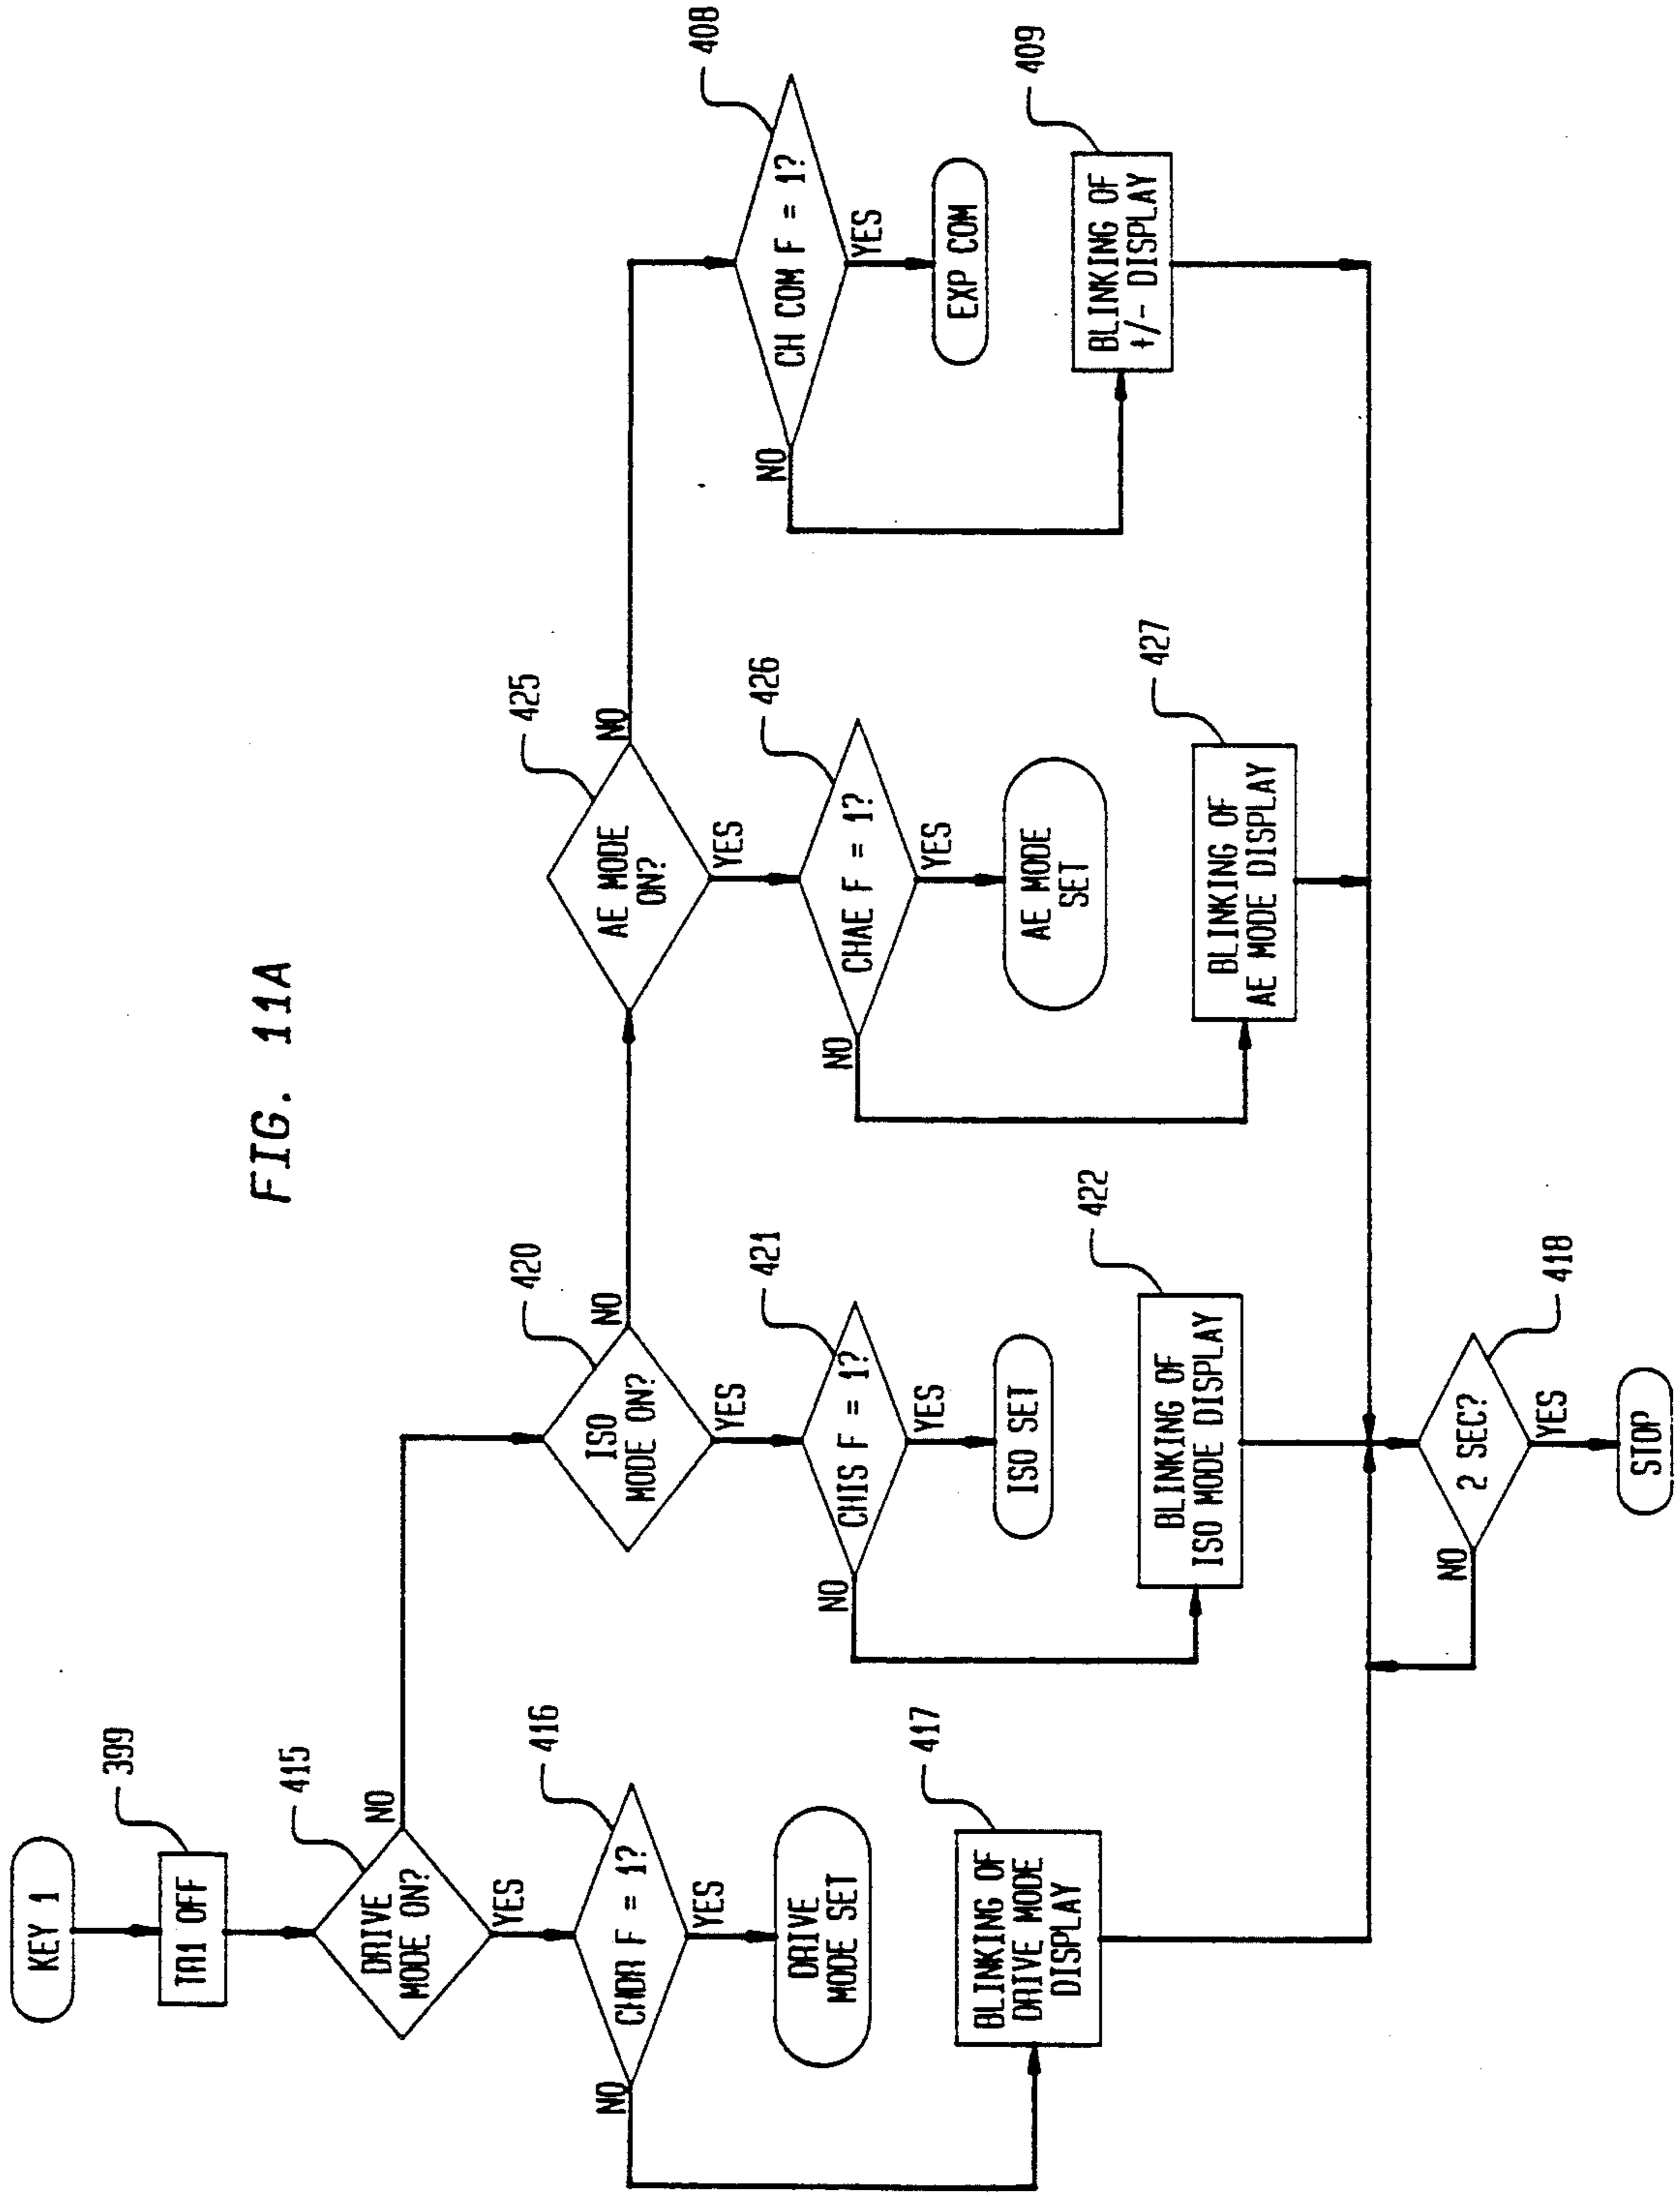 FIG. 11A
KEY 1
TA1 OFF
399
DRIVE
MODE ON?
415
NO
YES
CHDR F = 1?
416
NO
YES
DRIVE
MODE SET
BLINKING OF
DRIVE MODE
DISPLAY
417
ISO
MODE ON?
420
NO
YES
CHIS F = 1?
421
NO
YES
ISO SET
BLINKING OF
ISO MODE DISPLAY
422
AE MODE
ON?
425
NO
YES
CHAE F = 1?
426
NO
YES
AE MODE
SET
BLINKING OF
AE MODE DISPLAY
427
CH COM F = 1?
408
NO
YES
EXP COM
BLINKING OF
+/- DISPLAY
409
2 SEC?
418
NO
YES
STOP